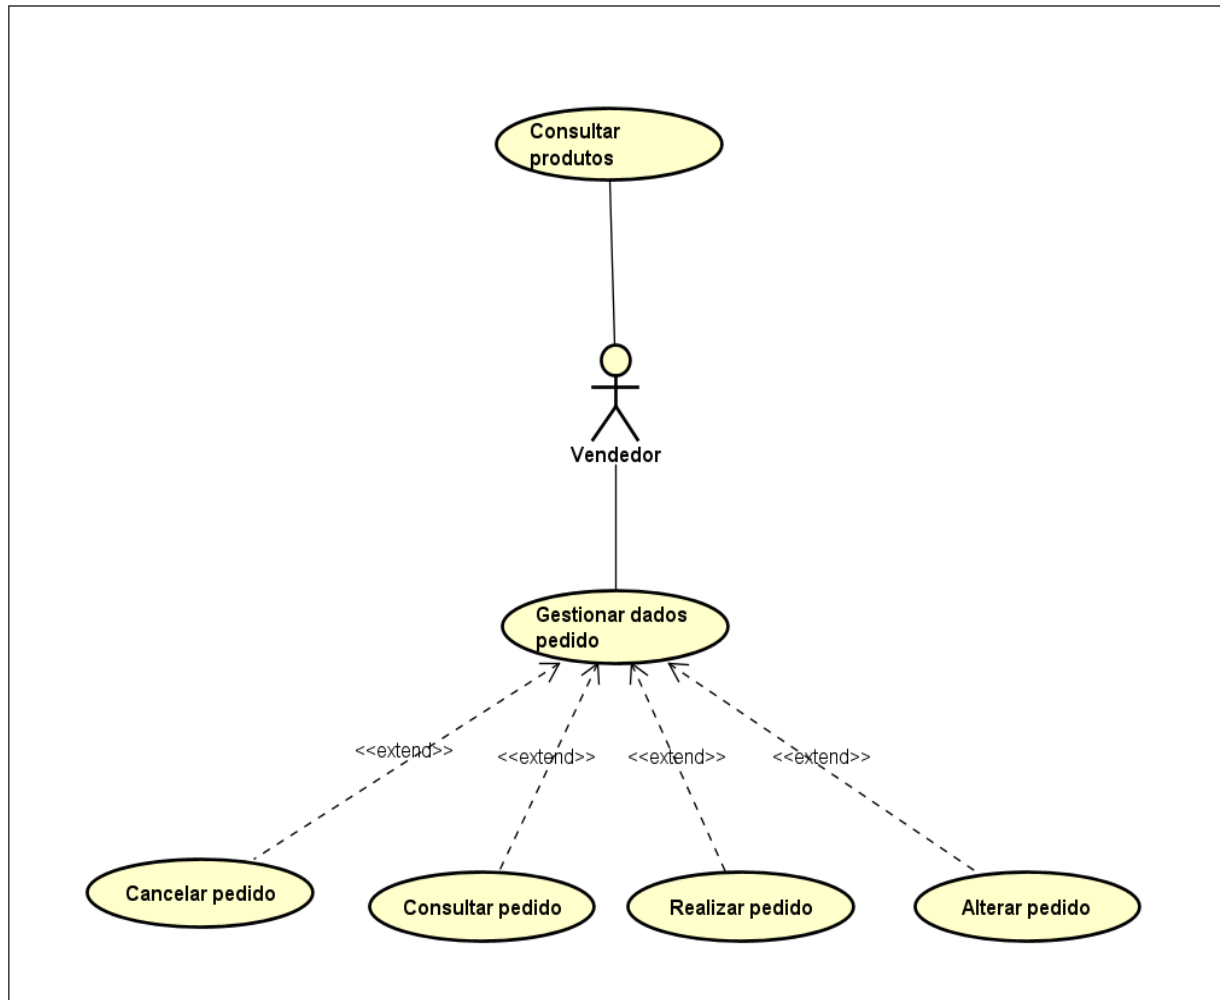 Consultar
produtos
Vendedor
Gestionar dados
pedido
<<extend>>
<<extend>>
<<extend>>
<<extend>>
Cancelar pedido
Consultar pedido
Realizar pedido
Alterar pedido